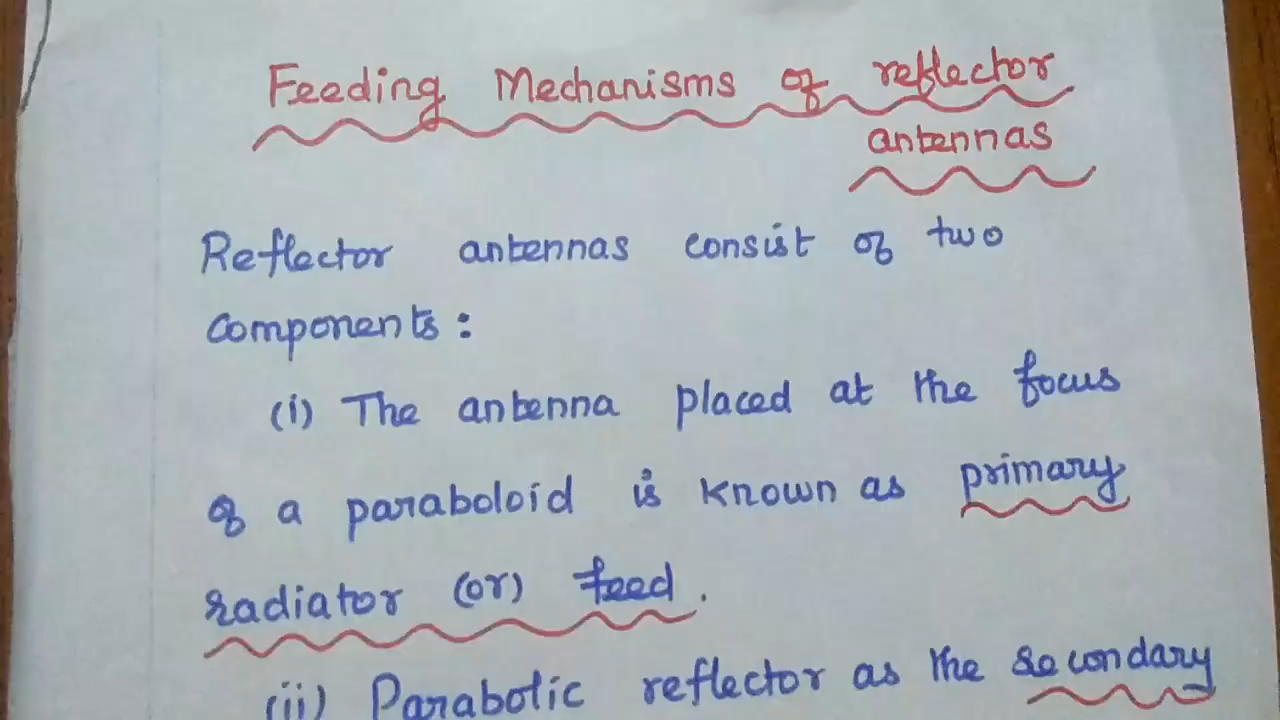 Feeding Mechanisms of reflector
antennas
Reflector antennas consist of two
components:
(i) The antenna placed at the focus
of a paraboloid is known as primary
radiator (or) feed.
(ii) Parabolic reflector as the secondary